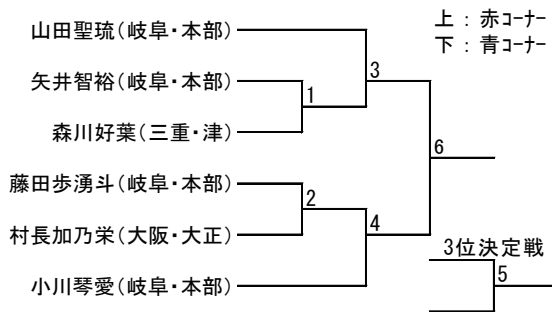 山田聖琉(岐阜・本部)
矢井智裕(岐阜・本部)
森川好葉(三重・津)
藤田歩湧斗(岐阜・本部)
村長加乃栄(大阪・大正)
小川琴愛(岐阜・本部)
1
2
3
4
6
上 : 赤ｺｰﾅｰ
下 : 青ｺｰﾅｰ
3位決定戦
5